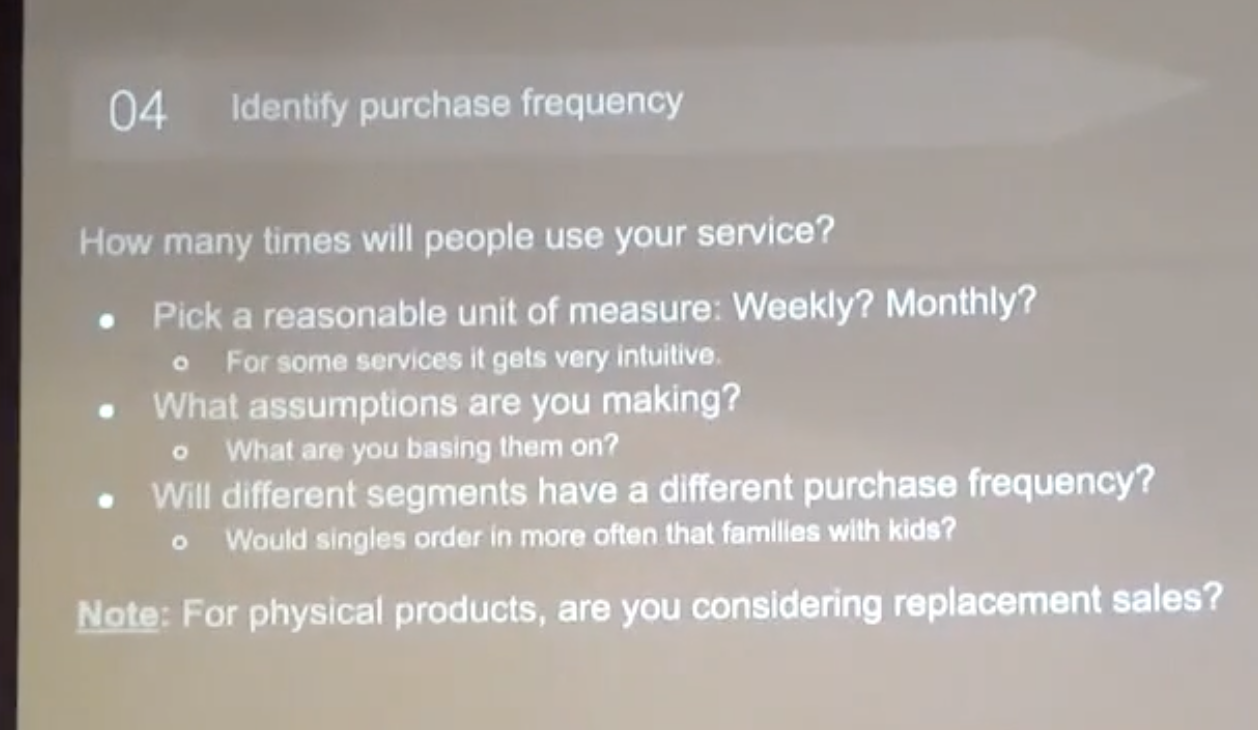 04 Identify purchase frequency
How many times will people use your service?
• Pick a reasonable unit of measure: Weekly? Monthly?
o For some services it gets very intuitive.
• What assumptions are you making?
o What are you basing them on?
• Will different segments have a different purchase frequency?
o Would singles order in more often that families with kids?
Note: For physical products, are you considering replacement sales?